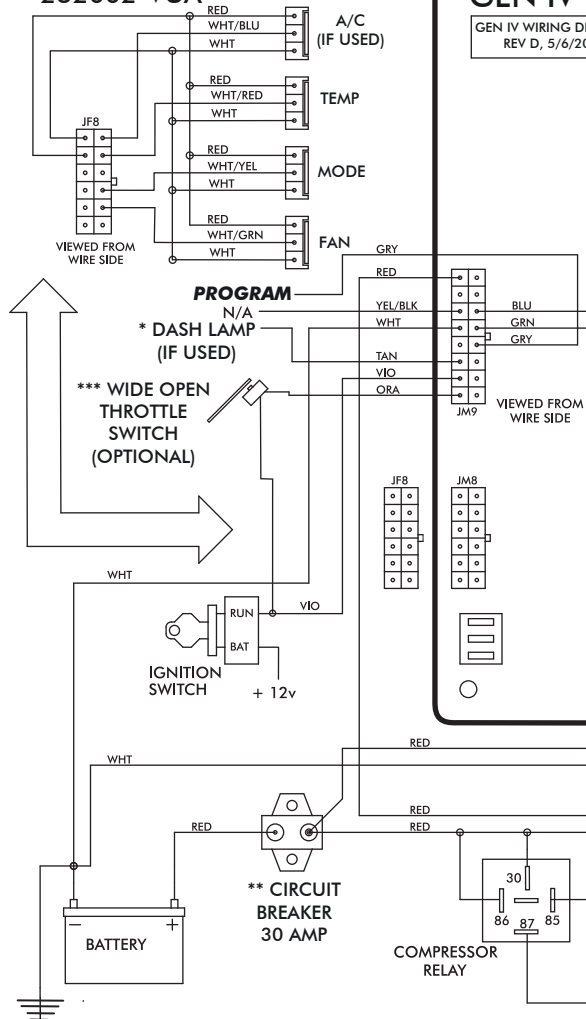 RED
WHT/BLU
WHT
A/C
(IF USED)
GEN IV WIRING
REV D, 5/6/
RED
WHT/RED
WHT
TEMP
JF8
RED
WHT/YEL
WHT
MODE
RED
WHT/GRN
WHT
FAN
VIEWED FROM
WIRE SIDE
GRY
RED
PROGRAM
N/A
YEL/BLK
BLU
* DASH LAMP
(IF USED)
WHT
GRN
GRY
TAN
VIO
ORA
JM9
VIEWED FROM
WIRE SIDE
*** WIDE OPEN
THROTTLE
SWITCH
(OPTIONAL)
JF8
JM8
WHT
RUN
VIO
BAT
IGNITION
SWITCH
+ 12v
RED
WHT
RED
RED
RED
** CIRCUIT
BREAKER
30 AMP
30
86
87
85
COMPRESSOR
RELAY
- +
BATTERY